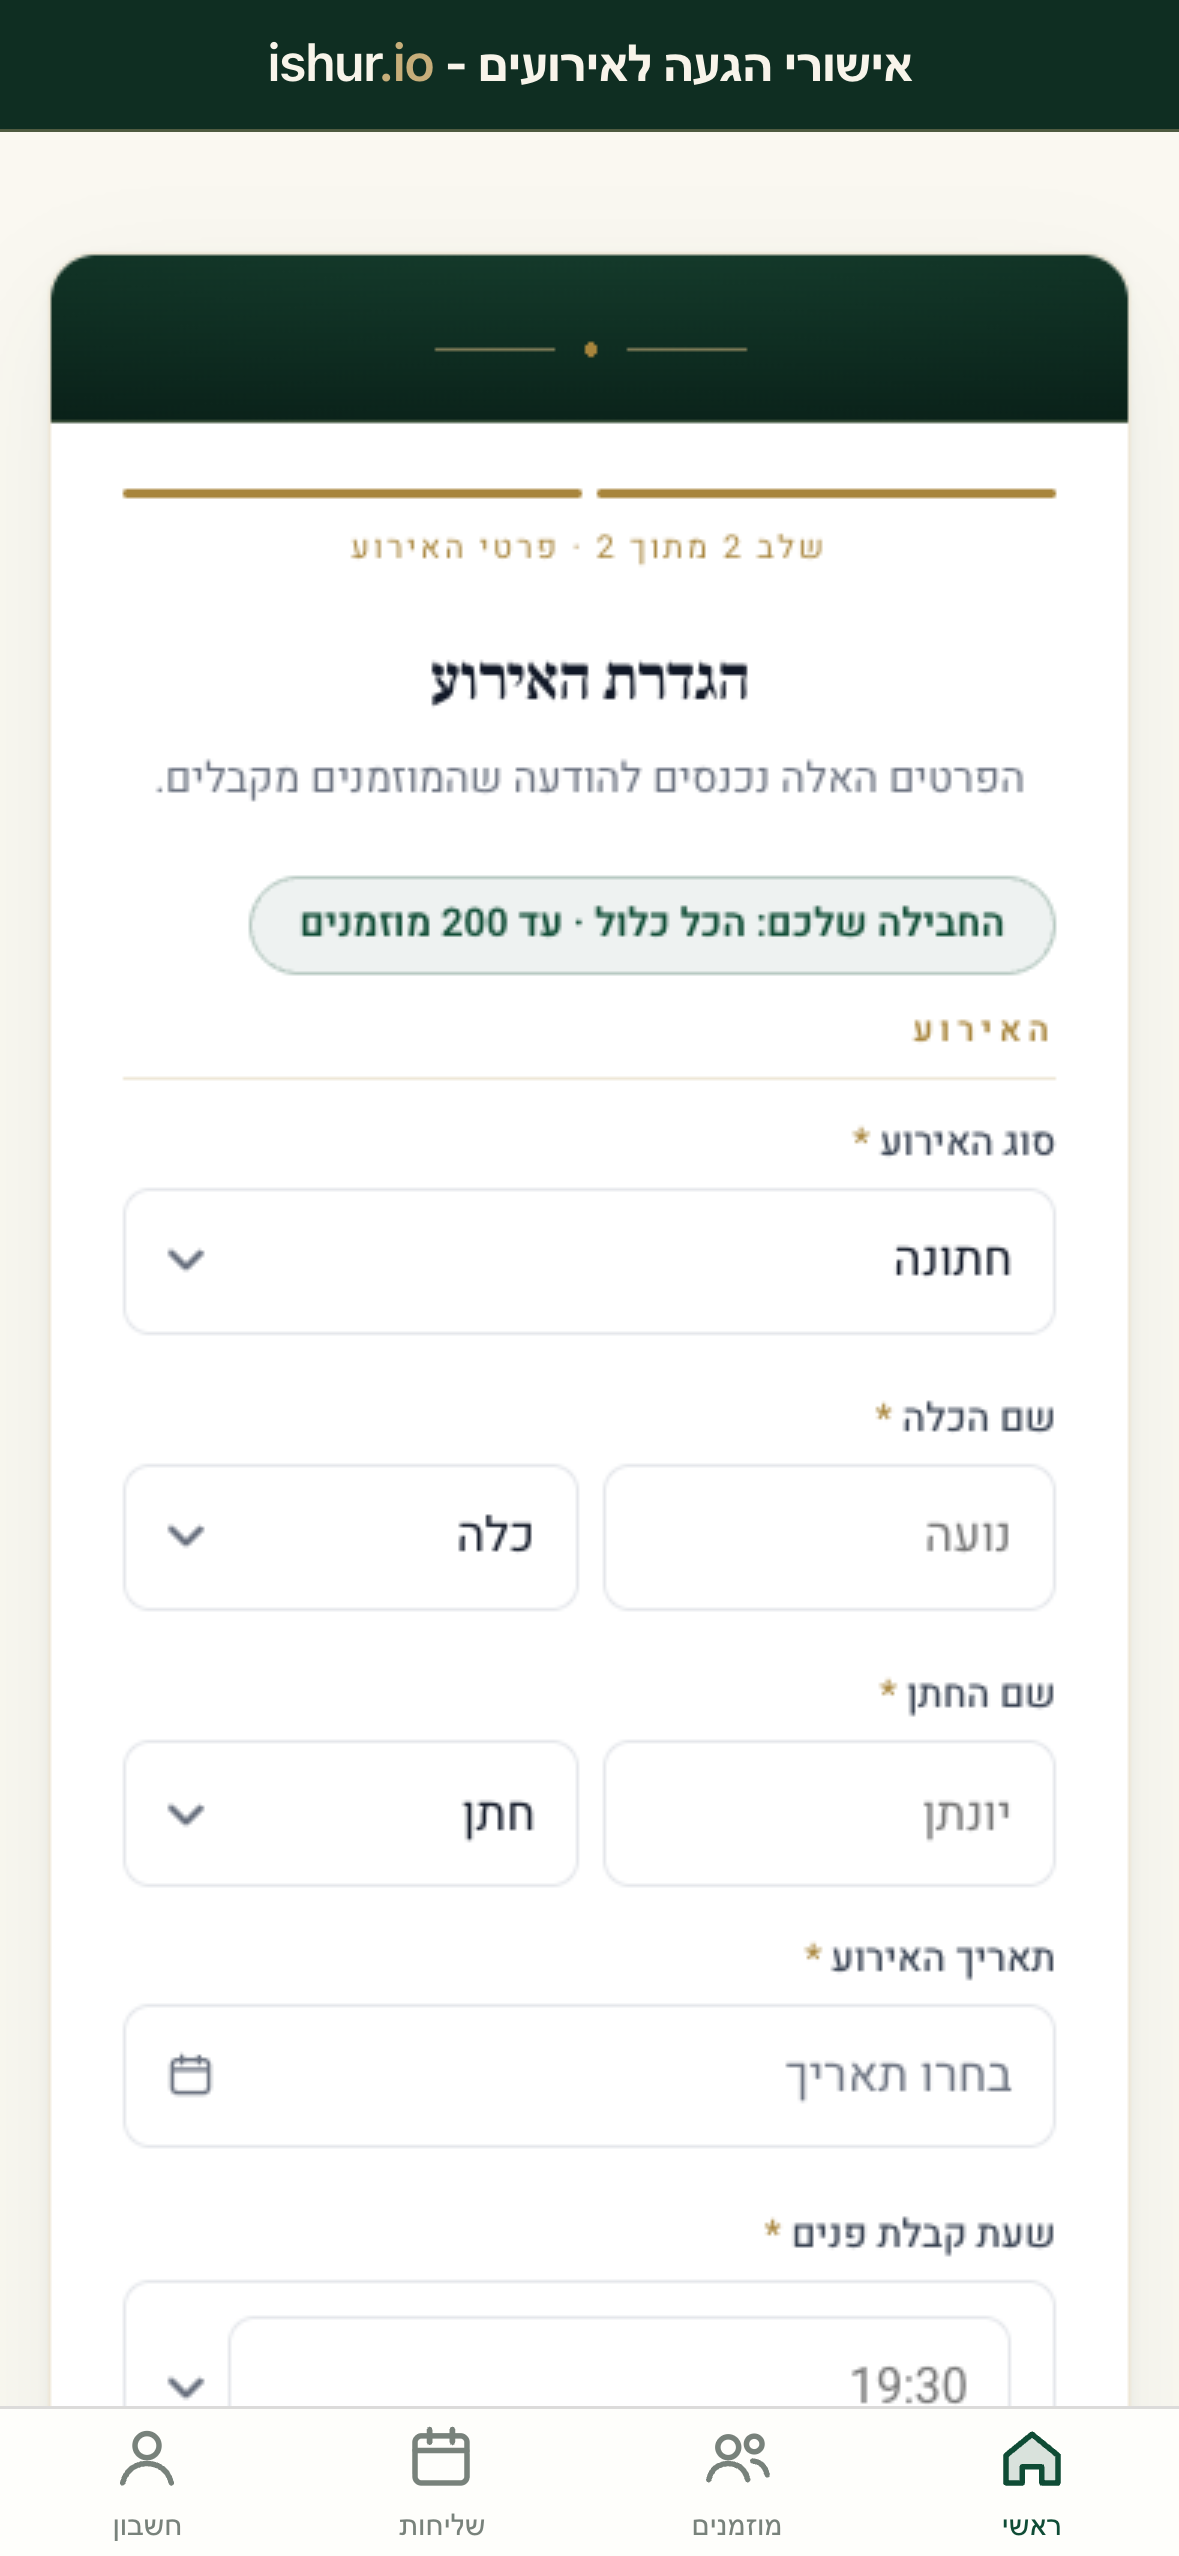 אישורי הגעה לאירועים - ishur.io
שלב 2 מתוך 2 · פרטי האירוע
הגדרת האירוע
הפרטים האלה נכנסים להודעה שהמוזמנים מקבלים.
החבילה שלכם: הכל כלול · עד 200 מוזמנים
האירוע
סוג האירוע *
חתונה
שם הכלה *
נועה
כלה
שם החתן *
יונתן
חתן
תאריך האירוע *
בחרו תאריך
שעת קבלת פנים *
19:30
ראשי
מוזמנים
שליחות
חשבון